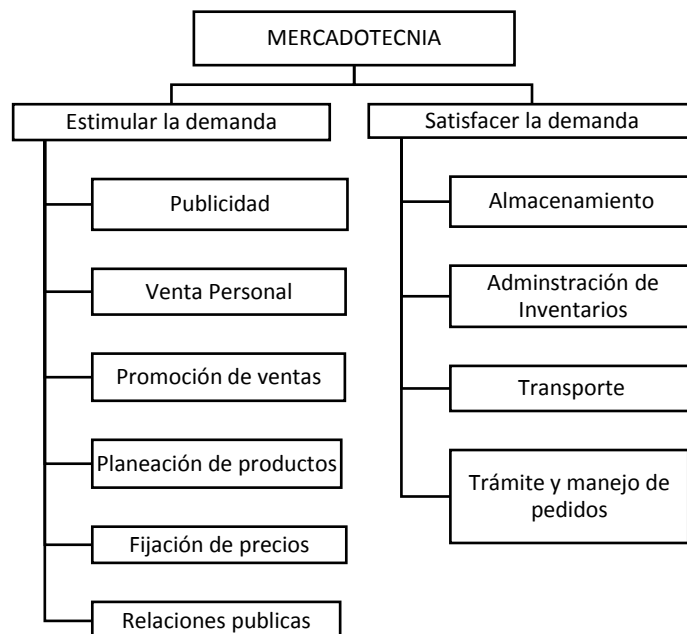 MERCADOTECNIA
Estimular la demanda
Publicidad
Venta Personal
Promoción de ventas
Planeación de productos
Fijación de precios
Relaciones publicas
Satisfacer la demanda
Almacenamiento
Adminstración de
Inventarios
Transporte
Trámite y manejo de
pedidos